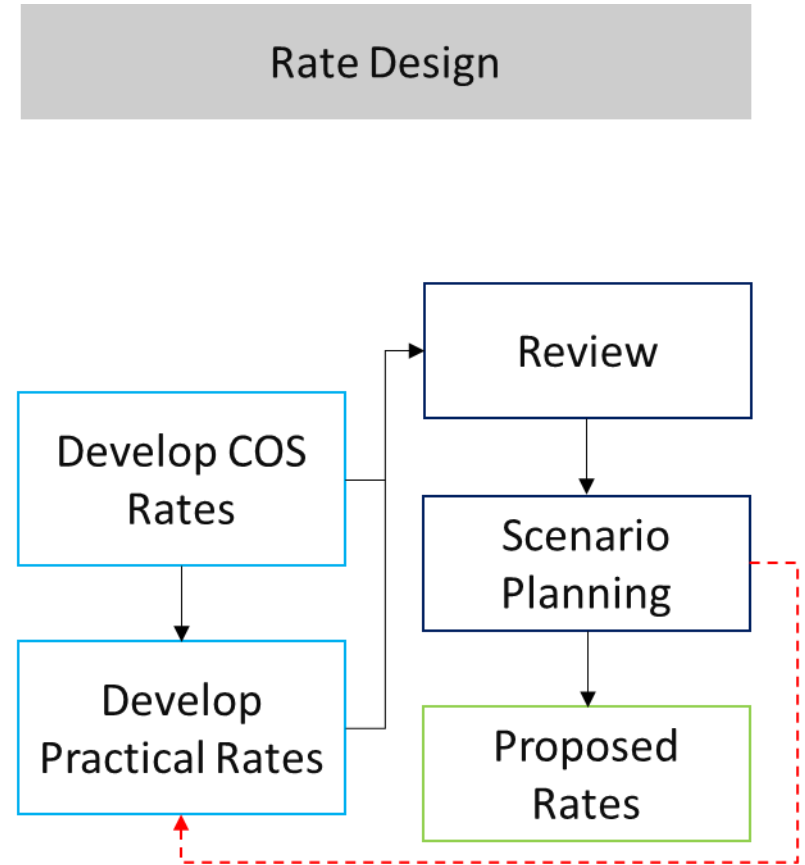 Rate Design
Develop COS
Rates
Develop
Practical Rates
Review
Scenario
Planning
Proposed
Rates